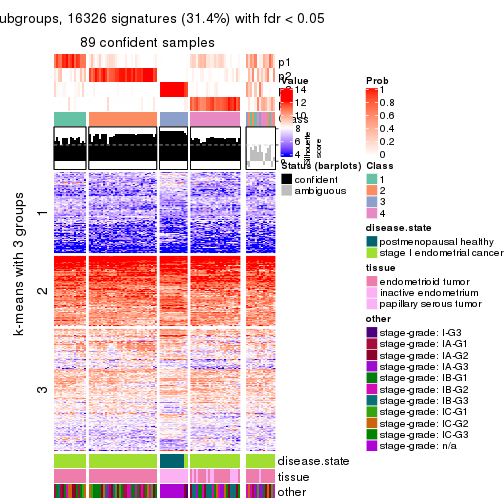 ubgroups, 16326 signatures (31.4%) with fdr < 0.05
89 confident samples
p1
p2
Value
14
12
10
8
6
4
Silhouette
score
Status (barplots)
confident
ambiguous
Prob
1
0.8
0.6
0.4
0.2
0
Class
1
2
3
4
disease.state
postmenopausal healthy
stage I endometrial cancer
tissue
endometrioid tumor
inactive endometrium
papillary serous tumor
other
stage-grade: I-G3
stage-grade: IA-G1
stage-grade: IA-G2
stage-grade: IA-G3
stage-grade: IB-G1
stage-grade: IB-G2
stage-grade: IB-G3
stage-grade: IC-G1
stage-grade: IC-G2
stage-grade: IC-G3
stage-grade: n/a
k-means with 3 groups
1
2
3
disease.state
tissue
other